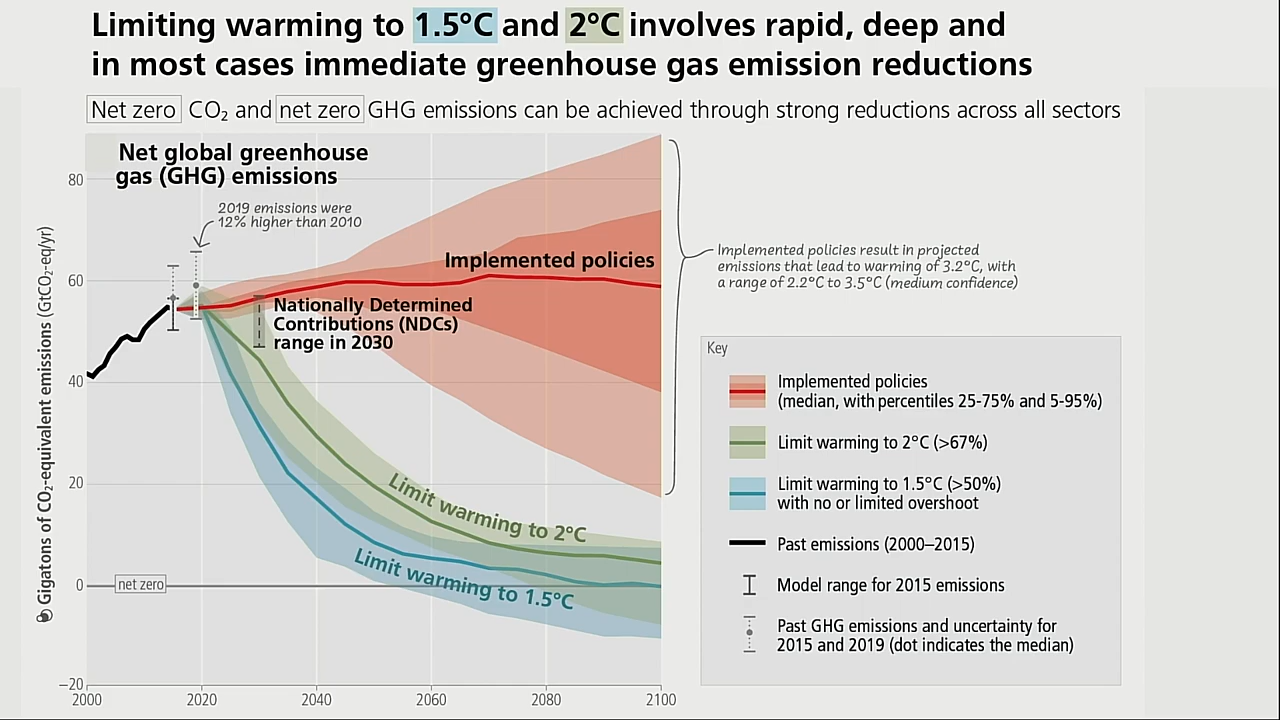 Limiting warming to 1.5°C and 2°C involves rapid, deep and
in most cases immediate greenhouse gas emission reductions
Net zero CO₂ and net zero GHG emissions can be achieved through strong reductions across all sectors
Net global greenhouse
gas (GHG) emissions
2019 emissions were
12% higher than 2010
Gigatons of CO₂-equivalent emissions (GtCO₂-eq/yr)
80
60
40
20
0
−20
net zero
Implemented policies
Nationally Determined
Contributions (NDCs)
range in 2030
Limit warming to 2°C
Limit warming to 1.5°C
2000
2020
2040
2060
2080
2100
Implemented policies result in projected
emissions that lead to warming of 3.2°C, with
a range of 2.2°C to 3.5°C (medium confidence)
Key
Implemented policies
(median, with percentiles 25-75% and 5-95%)
Limit warming to 2°C (>67%)
Limit warming to 1.5°C (>50%)
with no or limited overshoot
Past emissions (2000–2015)
Model range for 2015 emissions
Past GHG emissions and uncertainty for
2015 and 2019 (dot indicates the median)